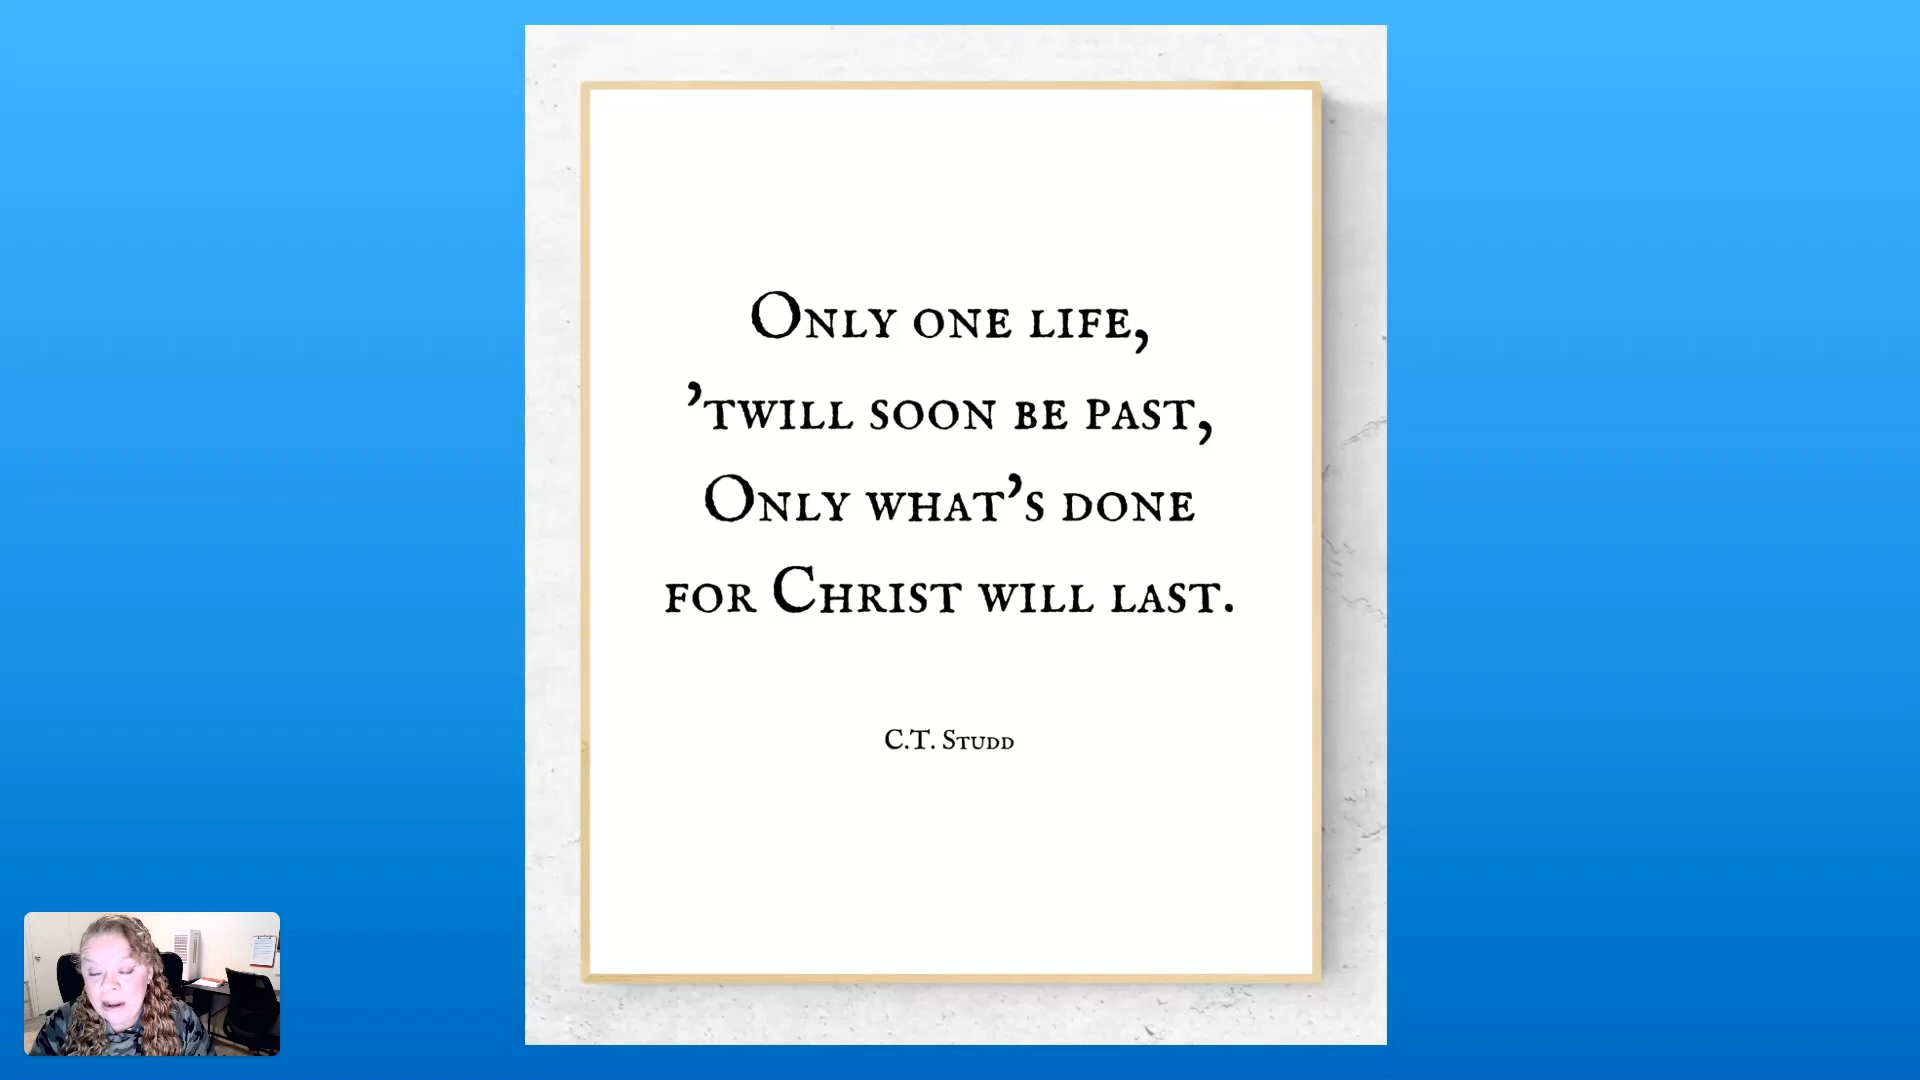 Only one life,
’twill soon be past,
Only what’s done
for Christ will last.
C.T. Studd